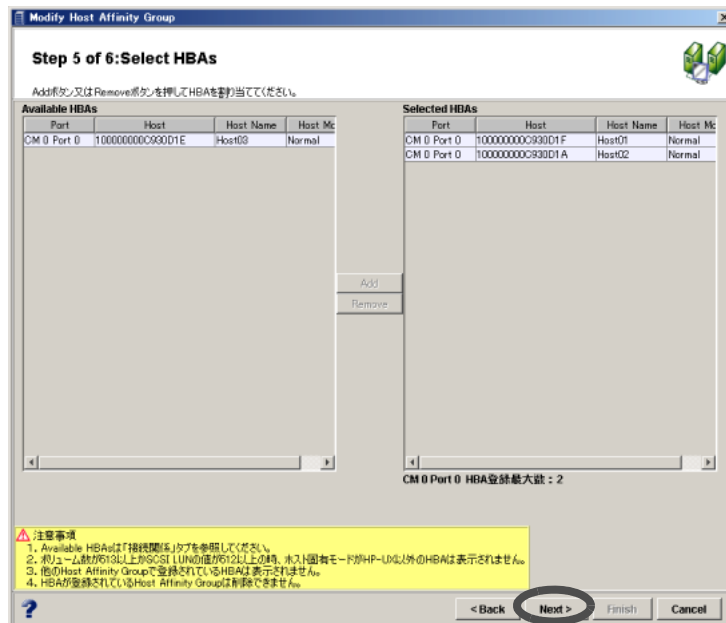 Modify Host Affinity Group
Step 5 of 6:Select HBAs
Addボタン又はRemoveボタンを押してHBAを割り当ててください。
Available HBAs
Port Host Host Name Host Mc
CM 0 Port 0 100000000C930D1E Host03 Normal
Add
Remove
Selected HBAs
Port Host Host Name Host Mc
CM 0 Port 0 100000000C930D1F Host01 Normal
CM 0 Port 0 100000000C930D1A Host02 Normal
CM 0 Port 0 HBA登録最大数：2
注意事項
1. Available HBAsは「接続関係」タブを参照してください。
2. ボリューム数が513以上かSCSI LUNの値が512以上の時、ホスト固有モードがHP-UX以外のHBAは表示されません。
3. 他のHost Affinity Groupで登録されているHBAは表示されません。
4. HBAが登録されているHost Affinity Groupは削除できません。
?
< Back Next > Finish Cancel